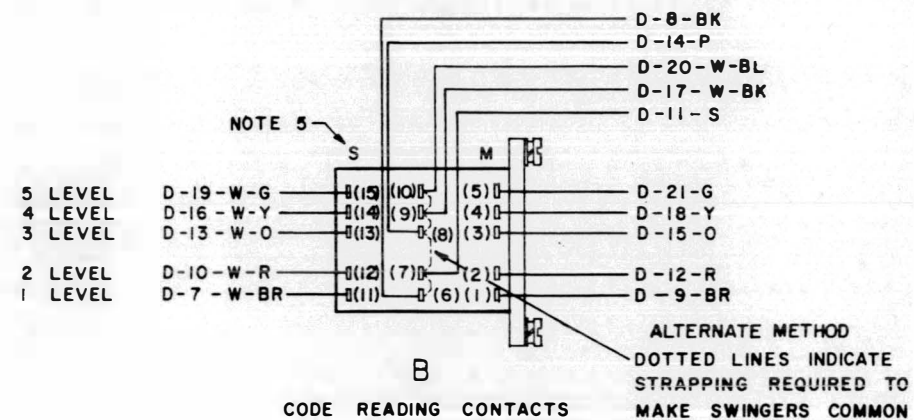 D-8-BK
D-14-P
D-20-W-BL
D-17-W-BK
D-11-S
NOTE 5
S M
5 LEVEL D-19-W-G (15) (10) (5) D-21-G
4 LEVEL D-16-W-Y (14) (9) (4) D-18-Y
3 LEVEL D-13-W-O (13) (8) (3) D-15-O
2 LEVEL D-10-W-R (12) (7) (2) D-12-R
1 LEVEL D-7-W-BR (11) (6) (1) D-9-BR
B
CODE READING CONTACTS
ALTERNATE METHOD
DOTTED LINES INDICATE
STRAPPING REQUIRED TO
MAKE SWINGERS COMMON